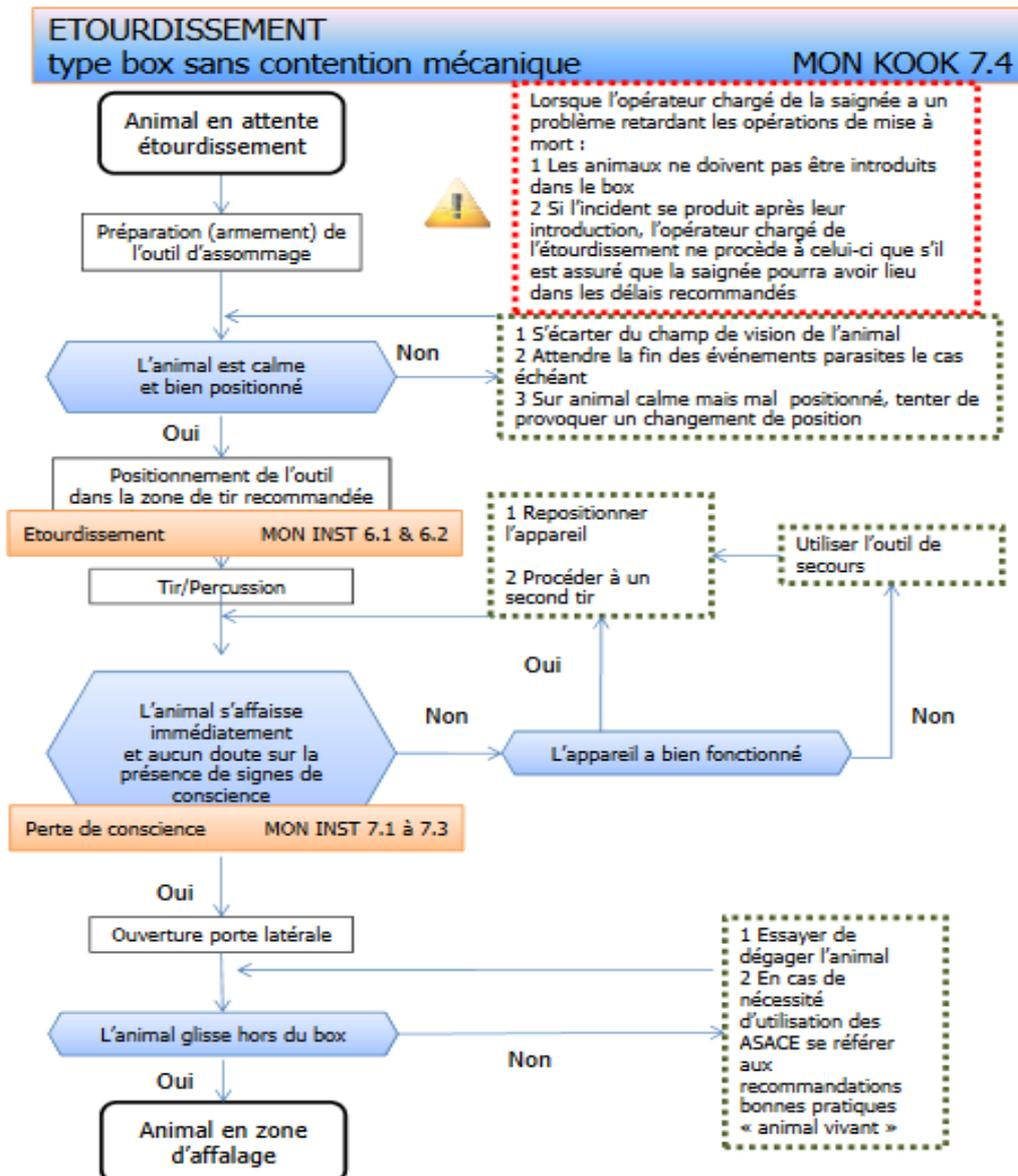 ETOURDISSEMENT
type box sans contention mécanique MON KOOK 7.4
Animal en attente
étourdissement
Lorsque l'opérateur chargé de la saignée a un
problème retardant les opérations de mise à
mort :
1 Les animaux ne doivent pas être introduits
dans le box
2 Si l'incident se produit après leur
introduction, l'opérateur chargé de
l'étourdissement ne procède à celui-ci que s'il
est assuré que la saignée pourra avoir lieu
dans les délais recommandés
Préparation (armement) de
l'outil d'assommage
L'animal est calme
et bien positionné
Non
1 S'écarter du champ de vision de l'animal
2 Attendre la fin des événements parasites le cas
échéant
3 Sur animal calme mais mal positionné, tenter de
provoquer un changement de position
Oui
Positionnement de l'outil
dans la zone de tir recommandée
Etourdissement MON INST 6.1 & 6.2
Tir/Percussion
1 Repositionner
l'appareil
2 Procéder à un
second tir
Utiliser l'outil de
secours
Oui
L'animal s'affaisse
immédiatement
et aucun doute sur la
présence de signes de
conscience
Non
L'appareil a bien fonctionné
Non
Perte de conscience MON INST 7.1 à 7.3
Oui
Ouverture porte latérale
L'animal glisse hors du box
Non
1 Essayer de
dégager l'animal
2 En cas de
nécessité
d'utilisation des
ASACE se référer
aux
recommandations
bonnes pratiques
« animal vivant »
Oui
Animal en zone
d'affalage